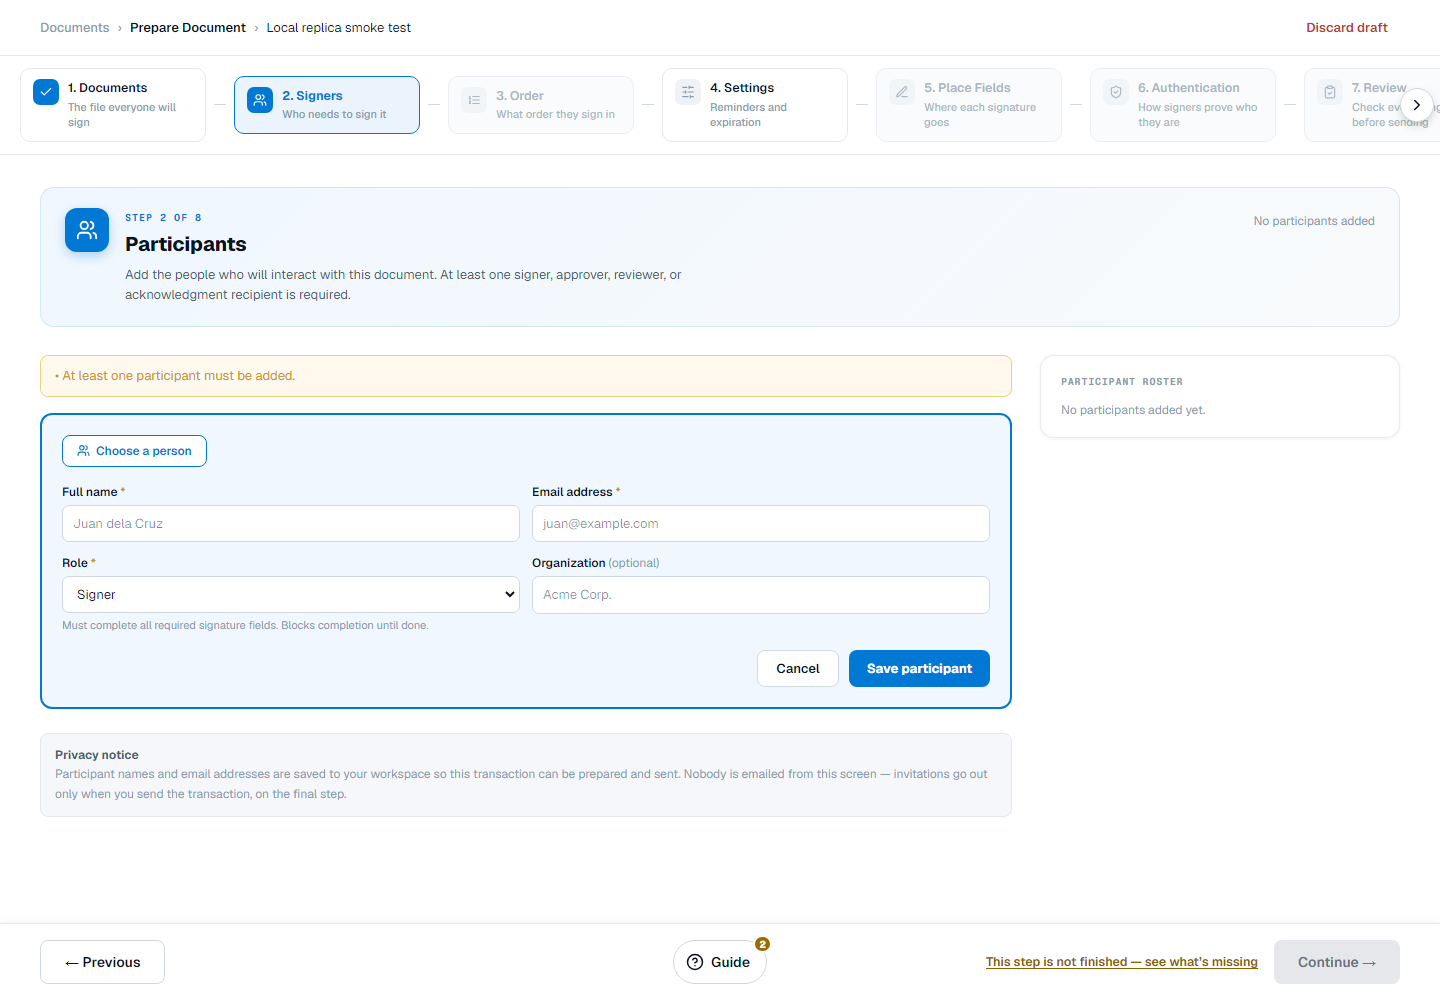 Documents › Prepare Document › Local replica smoke test
Discard draft
1. Documents
The file everyone will
sign
2. Signers
Who needs to sign it
3. Order
What order they sign in
4. Settings
Reminders and
expiration
5. Place Fields
Where each signature
goes
6. Authentication
How signers prove who
they are
7. Review
Check
before sending
STEP 2 OF 8
Participants
Add the people who will interact with this document. At least one signer, approver, reviewer, or
acknowledgment recipient is required.
No participants added
• At least one participant must be added.
PARTICIPANT ROSTER
No participants added yet.
Choose a person
Full name *
Email address *
Juan dela Cruz
juan@example.com
Role *
Organization (optional)
Signer
Acme Corp.
Must complete all required signature fields. Blocks completion until done.
Cancel
Save participant
Privacy notice
Participant names and email addresses are saved to your workspace so this transaction can be prepared and sent. Nobody is emailed from this screen — invitations go out
only when you send the transaction, on the final step.
← Previous
Guide
2
This step is not finished — see what's missing
Continue →